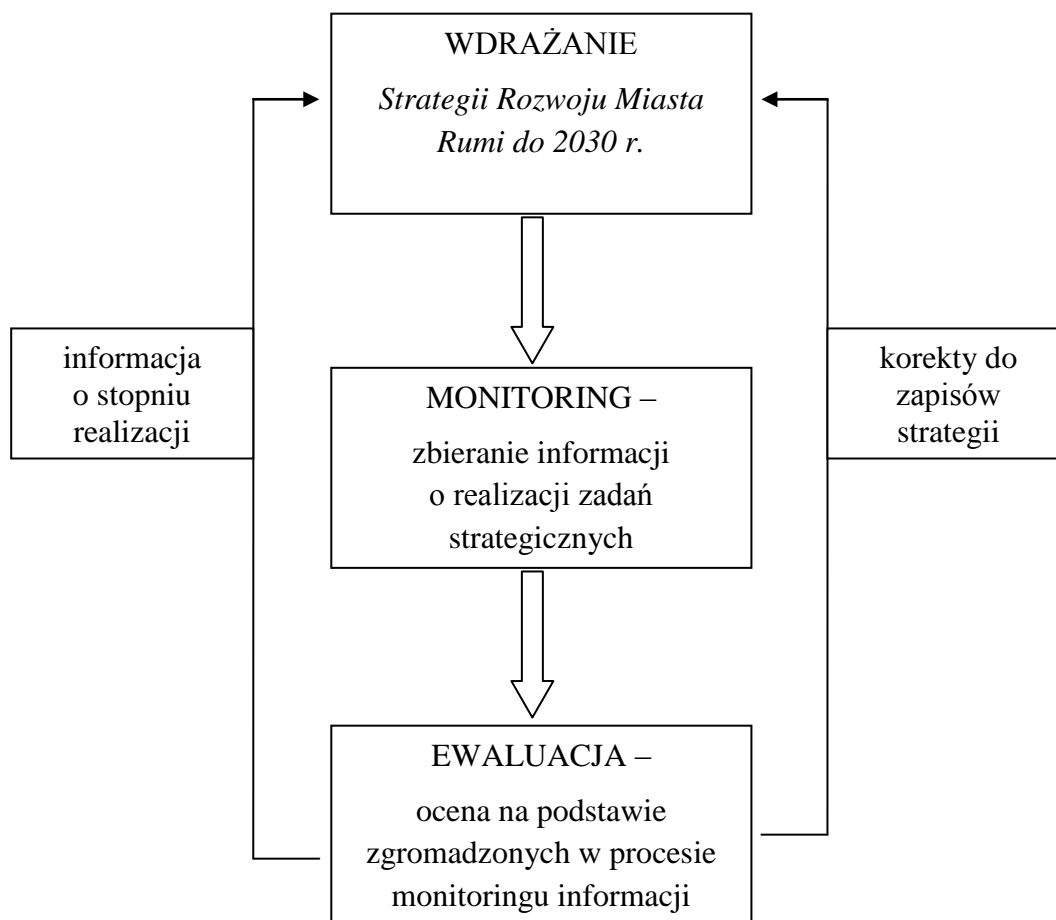 WDRAŻANIE
Strategii Rozwoju Miasta
Rumi do 2030 r.
informacja
o stopniu
realizacji
korekty do
zapisów
strategii
MONITORING –
zbieranie informacji
o realizacji zadań
strategicznych
EWALUACJA –
ocena na podstawie
zgromadzonych w procesie
monitoringu informacji